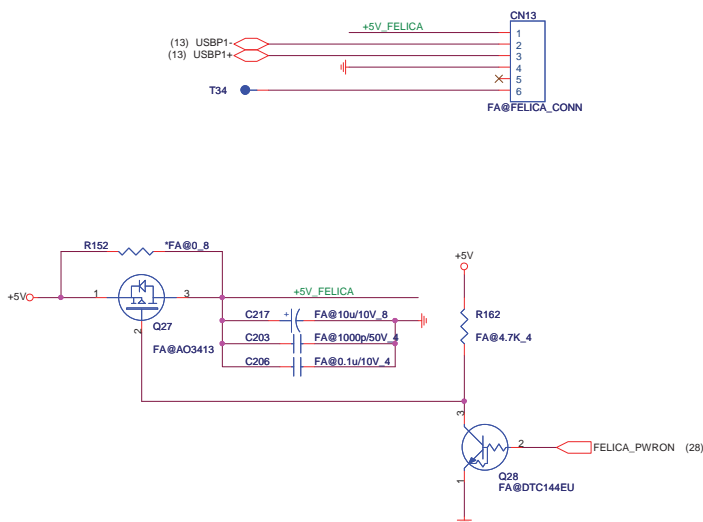 CN13
+5V_FELICA
1
(13) USBP1-
2
(13) USBP1+
3
4
5
T34
6
FA@FELICA_CONN
R152
*FA@0_8
+5V
+5V
1
3
+5V_FELICA
C217
+
FA@10u/10V_8
R162
Q27
2
C203
FA@1000p/50V_4
FA@4.7K_4
FA@AO3413
C206
FA@0.1u/10V_4
3
2
FELICA_PWRON (28)
1
Q28
FA@DTC144EU